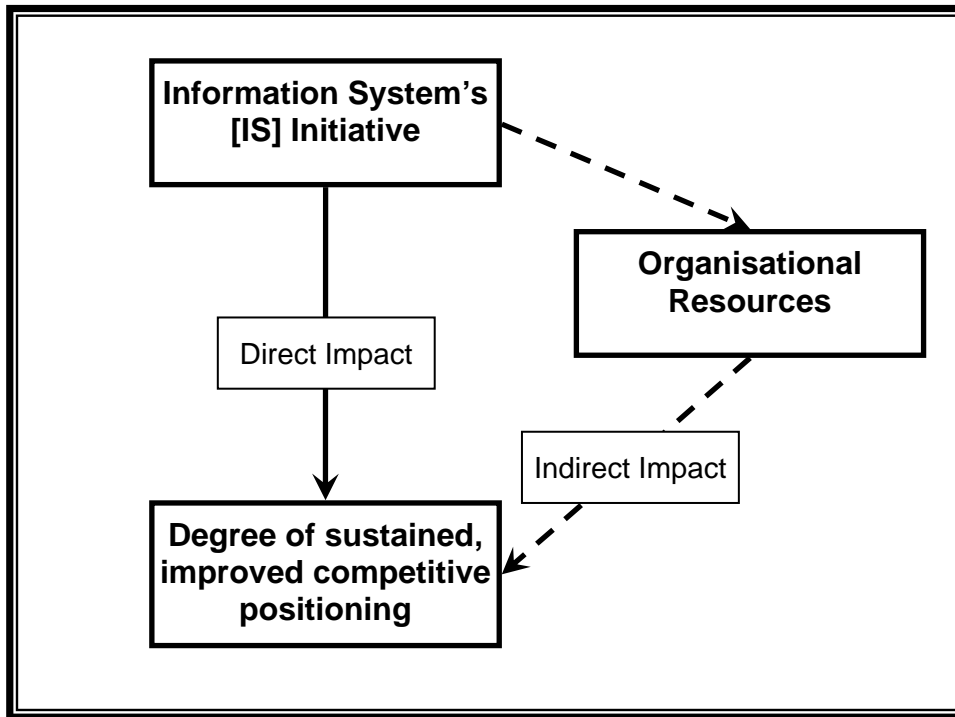 Information System’s
[IS] Initiative
Organisational
Resources
Direct Impact
Indirect Impact
Degree of sustained,
improved competitive
positioning